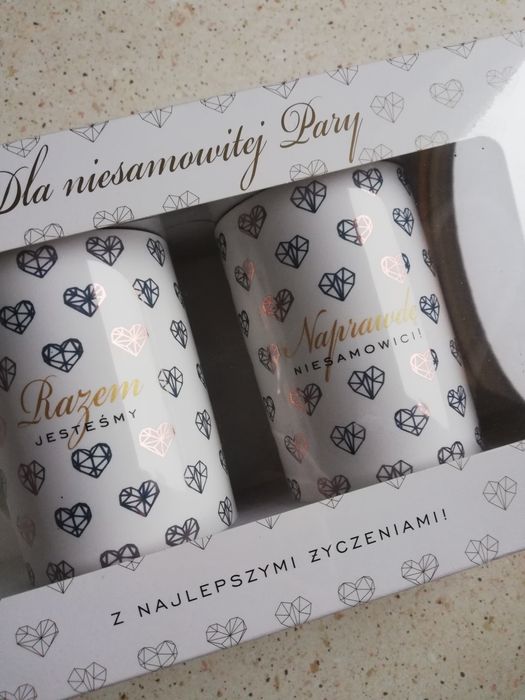 Dla niesamowitej Pary
Razem
JESTEŚMY
Naprawdę
NIESAMOWICI!
Z NAJLEPSZYMI ŻYCZENIAMI!